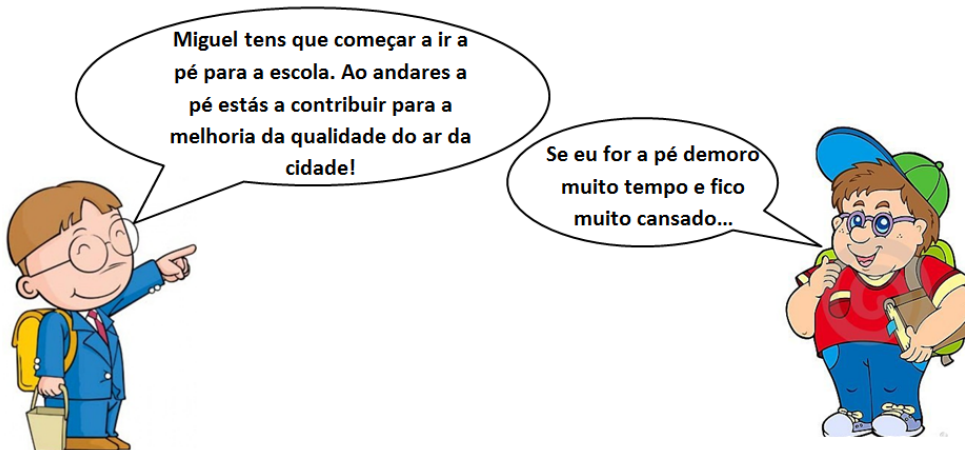 Miguel tens que começar a ir a
pé para a escola. Ao andares a
pé estás a contribuir para a
melhoria da qualidade do ar da
cidade!
Se eu for a pé demoro
muito tempo e fico
muito cansado...